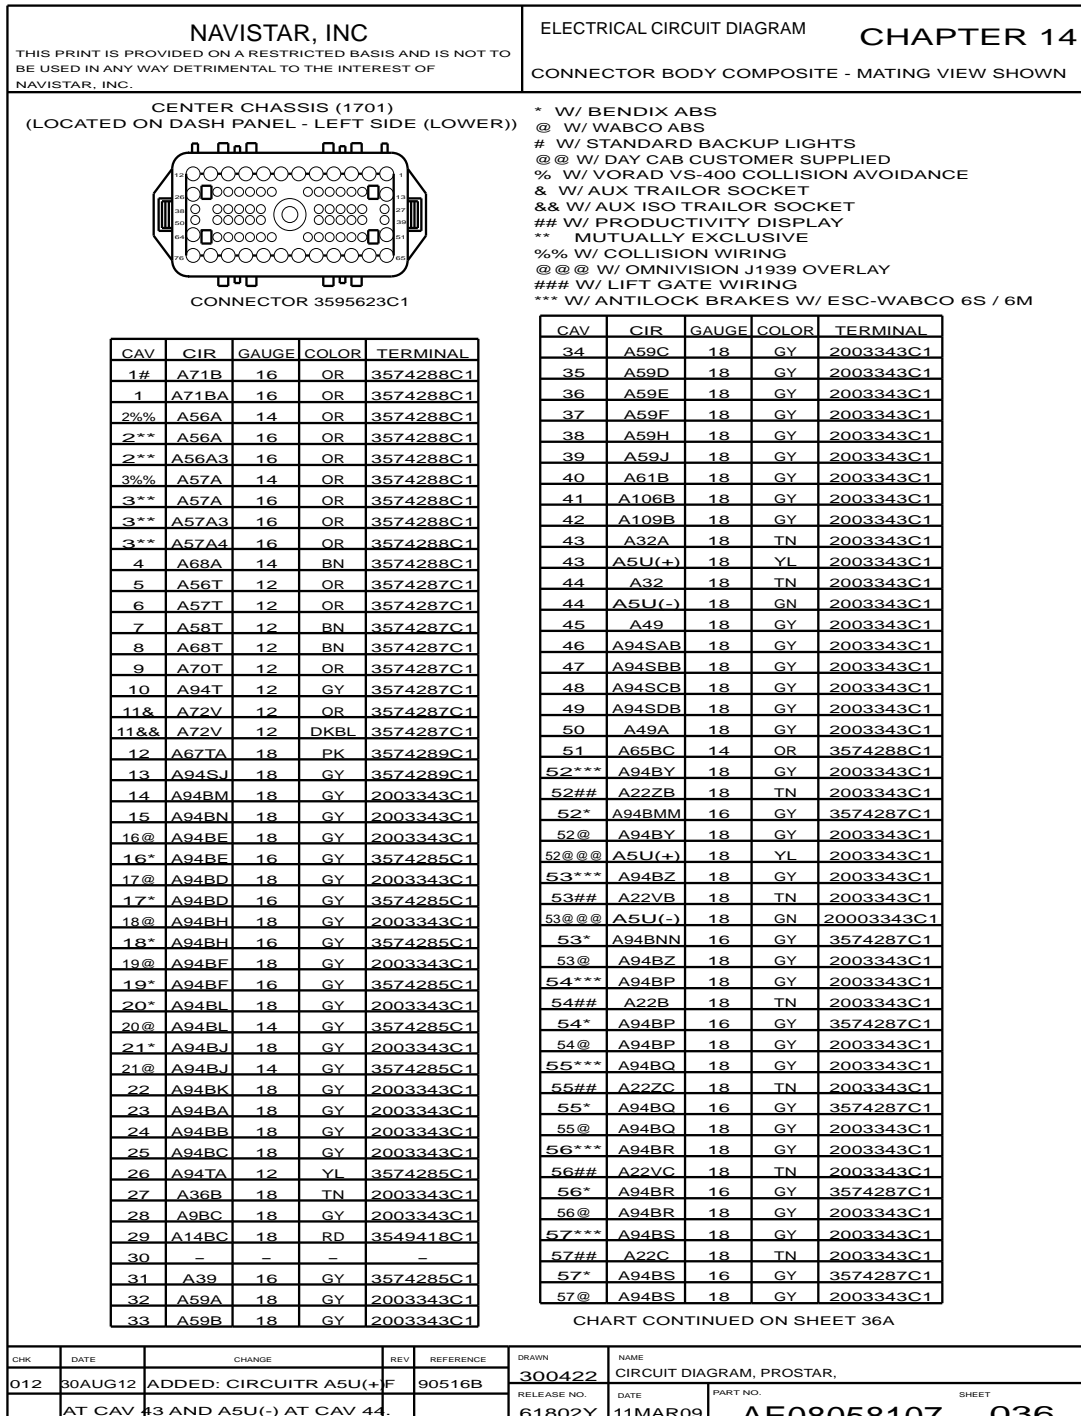 NAVISTAR, INC
THIS PRINT IS PROVIDED ON A RESTRICTED BASIS AND IS NOT TO
BE USED IN ANY WAY DETRIMENTAL TO THE INTEREST OF
NAVISTAR, INC.
ELECTRICAL CIRCUIT DIAGRAM CHAPTER 14
CONNECTOR BODY COMPOSITE - MATING VIEW SHOWN
CENTER CHASSIS (1701)
(LOCATED ON DASH PANEL - LEFT SIDE (LOWER))
12 1
26 13
38 27
50 39
64 51
76 65
CONNECTOR 3595623C1
* W/ BENDIX ABS
@ W/ WABCO ABS
# W/ STANDARD BACKUP LIGHTS
@@ W/ DAY CAB CUSTOMER SUPPLIED
% W/ VORAD VS-400 COLLISION AVOIDANCE
& W/ AUX TRAILOR SOCKET
&& W/ AUX ISO TRAILOR SOCKET
## W/ PRODUCTIVITY DISPLAY
** MUTUALLY EXCLUSIVE
%% W/ COLLISION WIRING
@@@ W/ OMNIVISION J1939 OVERLAY
### W/ LIFT GATE WIRING
*** W/ ANTILOCK BRAKES W/ ESC-WABCO 6S / 6M
CAV CIR GAUGE COLOR TERMINAL
1# A71B 16 OR 3574288C1
1 A71BA 16 OR 3574288C1
2%% A56A 14 OR 3574288C1
2** A56A 16 OR 3574288C1
2** A56A3 16 OR 3574288C1
3%% A57A 14 OR 3574288C1
3** A57A 16 OR 3574288C1
3** A57A3 16 OR 3574288C1
3** A57A4 16 OR 3574288C1
4 A68A 14 BN 3574288C1
5 A56T 12 OR 3574287C1
6 A57T 12 OR 3574287C1
7 A58T 12 BN 3574287C1
8 A68T 12 BN 3574287C1
9 A70T 12 OR 3574287C1
10 A94T 12 GY 3574287C1
11& A72V 12 OR 3574287C1
11&& A72V 12 DKBL 3574287C1
12 A67TA 18 PK 3574289C1
13 A94SJ 18 GY 3574289C1
14 A94BM 18 GY 2003343C1
15 A94BN 18 GY 2003343C1
16@ A94BE 18 GY 2003343C1
16* A94BE 16 GY 3574285C1
17@ A94BD 18 GY 2003343C1
17* A94BD 16 GY 3574285C1
18@ A94BH 18 GY 2003343C1
18* A94BH 16 GY 3574285C1
19@ A94BF 18 GY 2003343C1
19* A94BF 16 GY 3574285C1
20* A94BL 18 GY 2003343C1
20@ A94BL 14 GY 3574285C1
21* A94BJ 18 GY 2003343C1
21@ A94BJ 14 GY 3574285C1
22 A94BK 18 GY 2003343C1
23 A94BA 18 GY 2003343C1
24 A94BB 18 GY 2003343C1
25 A94BC 18 GY 2003343C1
26 A94TA 12 YL 3574285C1
27 A36B 18 TN 2003343C1
28 A9BC 18 GY 2003343C1
29 A14BC 18 RD 3549418C1
30 – – – –
31 A39 16 GY 3574285C1
32 A59A 18 GY 2003343C1
33 A59B 18 GY 2003343C1
CAV CIR GAUGE COLOR TERMINAL
34 A59C 18 GY 2003343C1
35 A59D 18 GY 2003343C1
36 A59E 18 GY 2003343C1
37 A59F 18 GY 2003343C1
38 A59H 18 GY 2003343C1
39 A59J 18 GY 2003343C1
40 A61B 18 GY 2003343C1
41 A106B 18 GY 2003343C1
42 A109B 18 GY 2003343C1
43 A32A 18 TN 2003343C1
43 A5U(+) 18 YL 2003343C1
44 A32 18 TN 2003343C1
44 A5U(-) 18 GN 2003343C1
45 A49 18 GY 2003343C1
46 A94SAB 18 GY 2003343C1
47 A94SBB 18 GY 2003343C1
48 A94SCB 18 GY 2003343C1
49 A94SDB 18 GY 2003343C1
50 A49A 18 GY 2003343C1
51 A65BC 14 OR 3574288C1
52*** A94BY 18 GY 2003343C1
52## A22ZB 18 TN 2003343C1
52* A94BMM 16 GY 3574287C1
52@ A94BY 18 GY 2003343C1
52@@@ A5U(+) 18 YL 2003343C1
53*** A94BZ 18 GY 2003343C1
53## A22VB 18 TN 2003343C1
53@@@ A5U(-) 18 GN 20003343C1
53* A94BNN 16 GY 3574287C1
53@ A94BZ 18 GY 2003343C1
54*** A94BP 18 GY 2003343C1
54## A22B 18 TN 2003343C1
54* A94BP 16 GY 3574287C1
54@ A94BP 18 GY 2003343C1
55*** A94BQ 18 GY 2003343C1
55## A22ZC 18 TN 2003343C1
55* A94BQ 16 GY 3574287C1
55@ A94BQ 18 GY 2003343C1
56*** A94BR 18 GY 2003343C1
56## A22VC 18 TN 2003343C1
56* A94BR 16 GY 3574287C1
56@ A94BR 18 GY 2003343C1
57*** A94BS 18 GY 2003343C1
57## A22C 18 TN 2003343C1
57* A94BS 16 GY 3574287C1
57@ A94BS 18 GY 2003343C1
CHART CONTINUED ON SHEET 36A
CHK DATE CHANGE REV REFERENCE
012 30AUG12 ADDED: CIRCUITR A5U(+) F 90516B
AT CAV 43 AND A5U(-) AT CAV 44.
DRAWN NAME
300422 CIRCUIT DIAGRAM, PROSTAR,
RELEASE NO. DATE PART NO. SHEET
61802Y 11MAR09 AE08058107 036